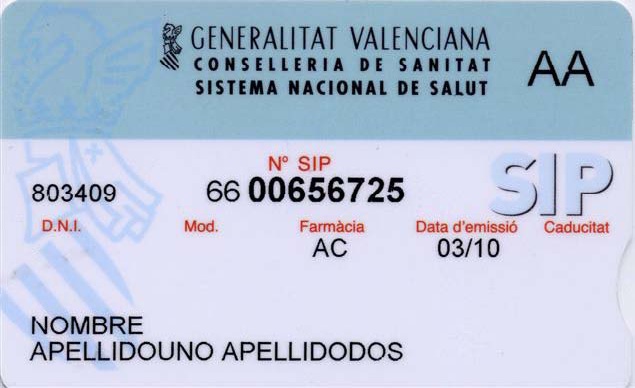 GENERALITAT VALENCIANA
CONSELLERIA DE SANITAT
SISTEMA NACIONAL DE SALUT
AA
Nº SIP
803409 66 00656725
SIP
D.N.I. Mod. Farmàcia Data d'emissió Caducitat
AC 03/10
NOMBRE
APELLIDOUNO APELLIDODOS